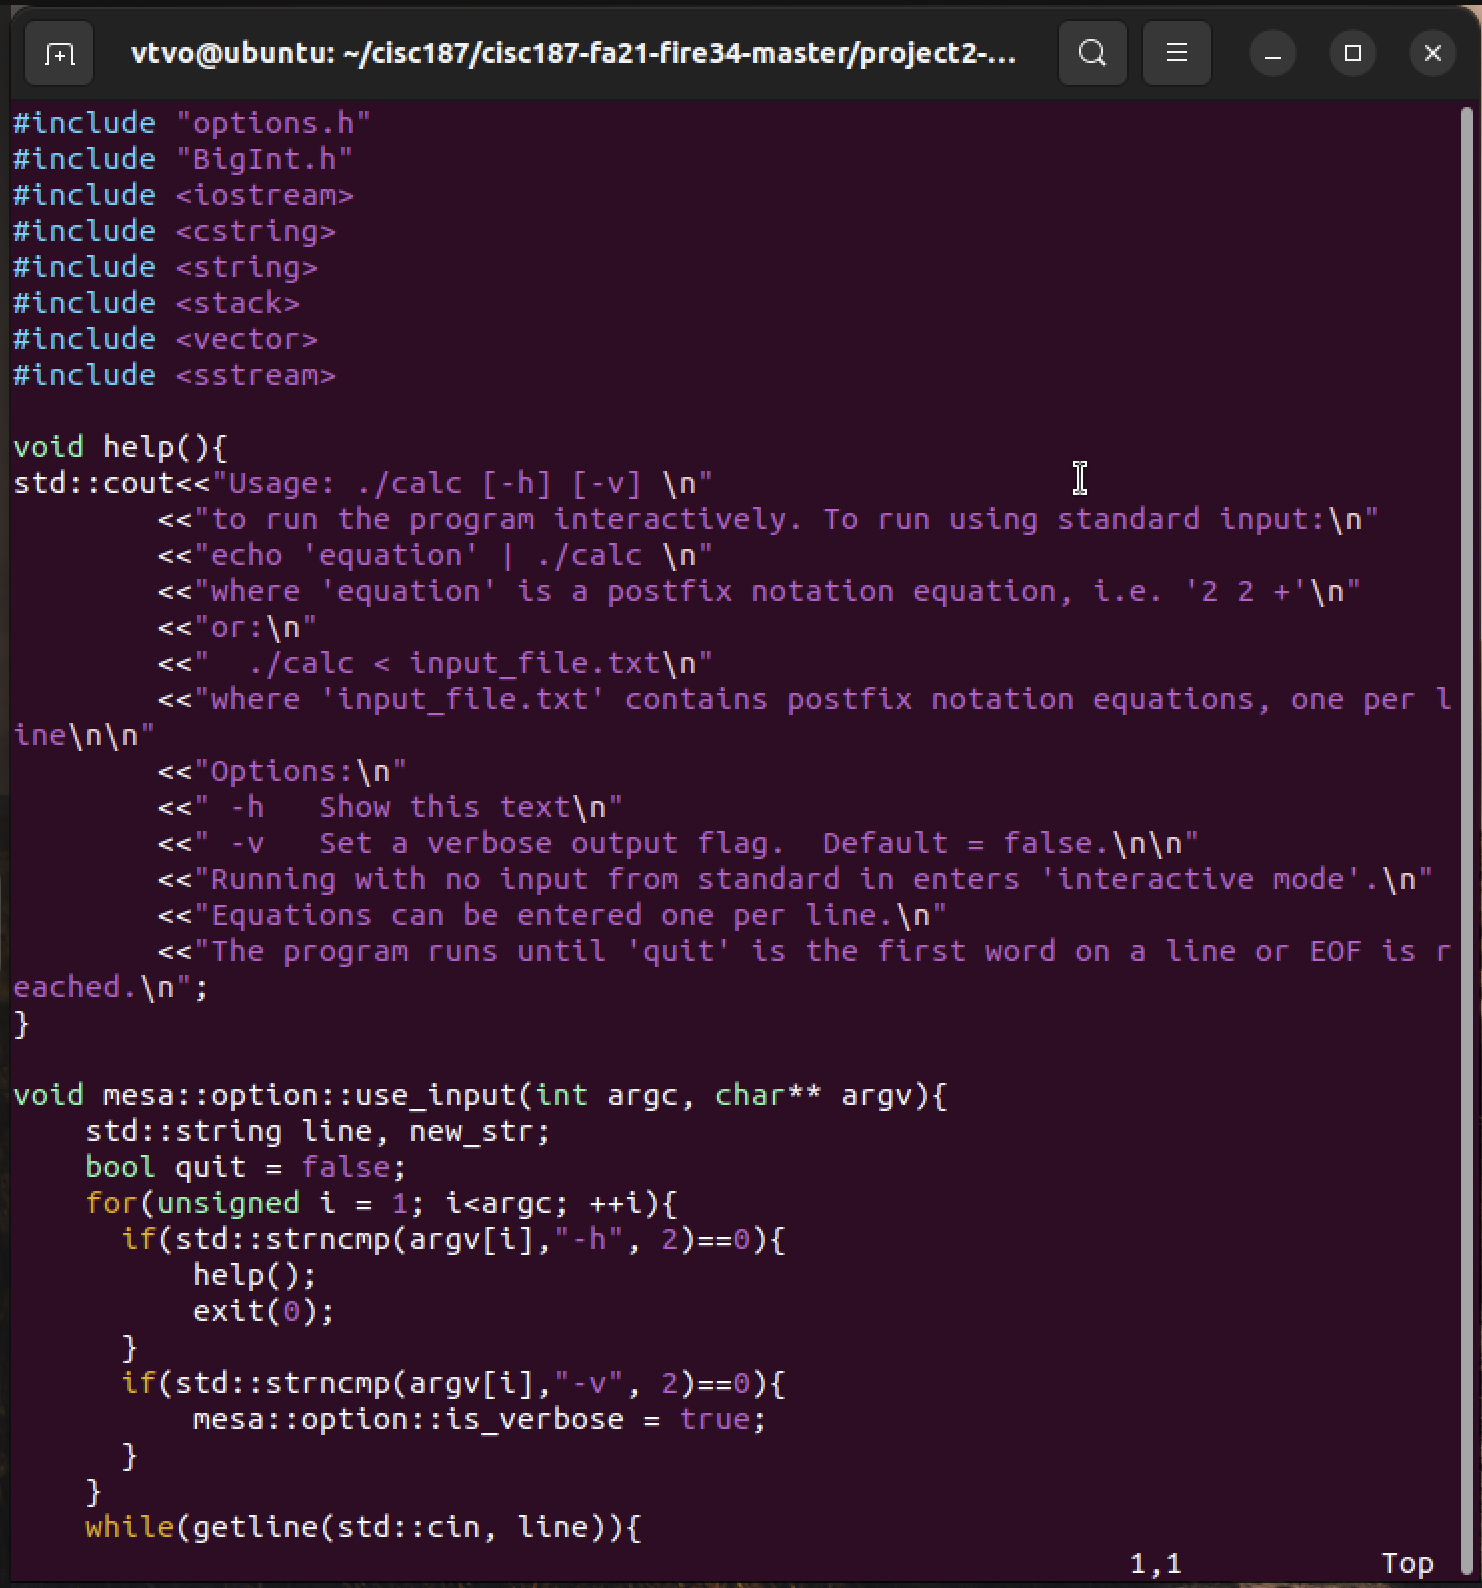 vtvo@ubuntu: ~/cisc187/cisc187-fa21-fire34-master/project2-...
#include "options.h"
#include "BigInt.h"
#include <iostream>
#include <cstring>
#include <string>
#include <stack>
#include <vector>
#include <sstream>

void help(){
std::cout<<"Usage: ./calc [-h] [-v] \n"
        <<"to run the program interactively. To run using standard input:\n"
        <<"echo 'equation' | ./calc \n"
        <<"where 'equation' is a postfix notation equation, i.e. '2 2 +'\n"
        <<"or:\n"
        <<"  ./calc < input_file.txt\n"
        <<"where 'input_file.txt' contains postfix notation equations, one per l
ine\n\n"
        <<"Options:\n"
        <<" -h   Show this text\n"
        <<" -v   Set a verbose output flag.  Default = false.\n\n"
        <<"Running with no input from standard in enters 'interactive mode'.\n"
        <<"Equations can be entered one per line.\n"
        <<"The program runs until 'quit' is the first word on a line or EOF is r
eached.\n";
}

void mesa::option::use_input(int argc, char** argv){
    std::string line, new_str;
    bool quit = false;
    for(unsigned i = 1; i<argc; ++i){
      if(std::strncmp(argv[i],"-h", 2)==0){
          help();
          exit(0);
      }
      if(std::strncmp(argv[i],"-v", 2)==0){
          mesa::option::is_verbose = true;
      }
    }
    while(getline(std::cin, line)){
1,1 Top